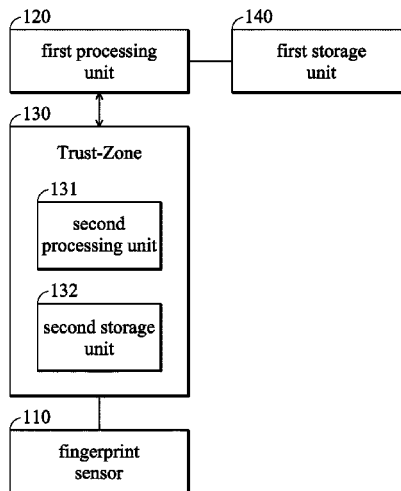 120
first processing
unit
140
first storage
unit
130
Trust-Zone
131
second
processing unit
132
second storage
unit
110
fingerprint
sensor